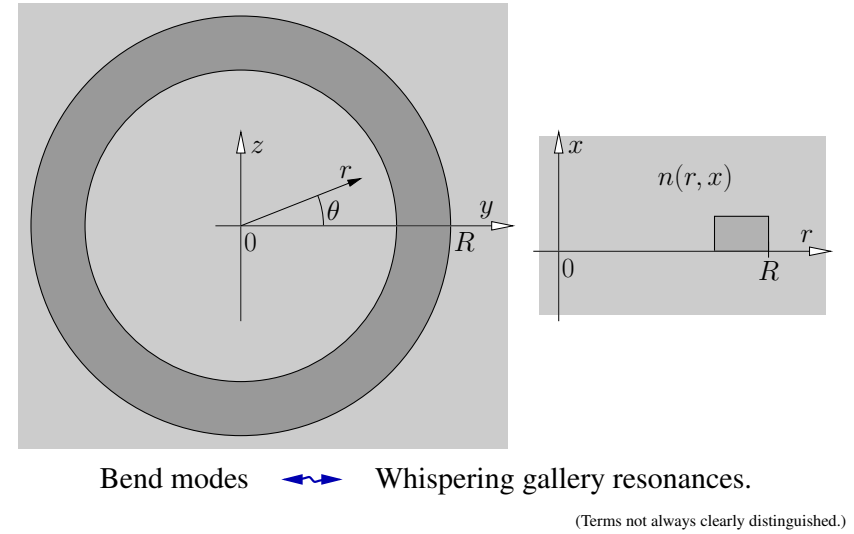 z
r
θ
y
0
R
x
n(r, x)
r
0
R
Bend modes Whispering gallery resonances.
(Terms not always clearly distinguished.)